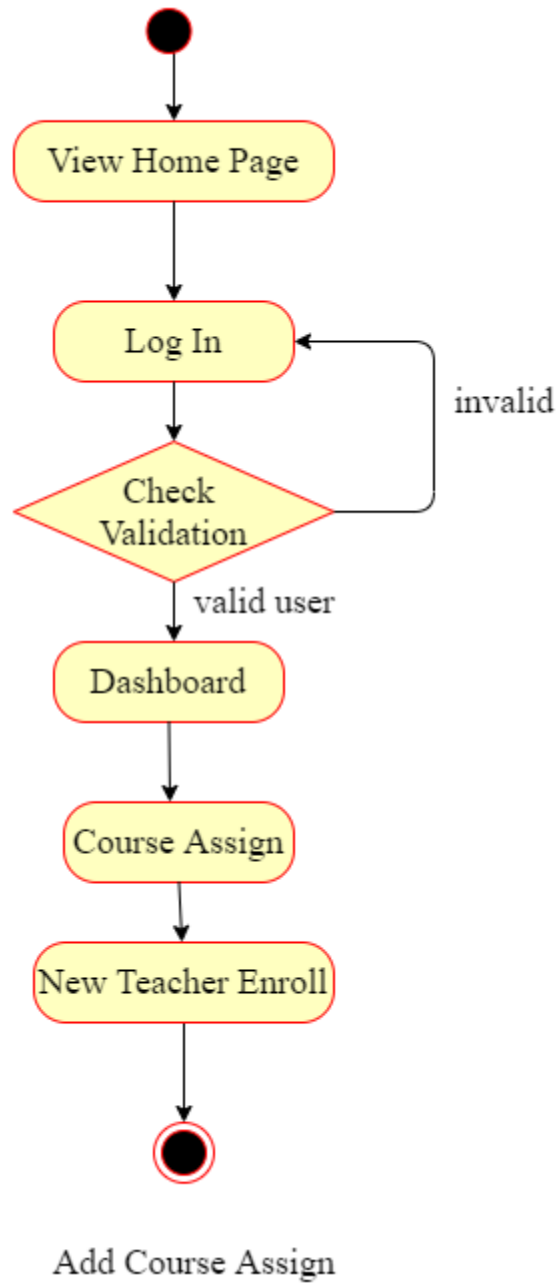 View Home Page
Log In
invalid
Check
Validation
valid user
Dashboard
Course Assign
New Teacher Enroll
Add Course Assign